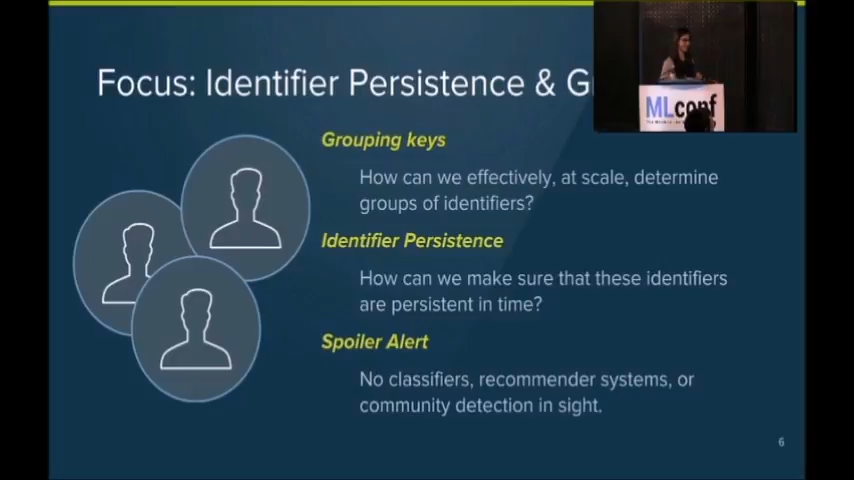 Focus: Identifier Persistence & G
MLconf
Grouping keys
How can we effectively, at scale, determine
groups of identifiers?
Identifier Persistence
How can we make sure that these identifiers
are persistent in time?
Spoiler Alert
No classifiers, recommender systems, or
community detection in sight.
6